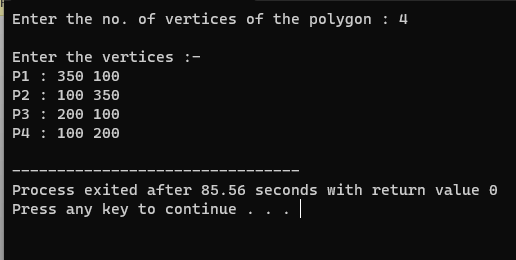 Enter the no. of vertices of the polygon : 4
Enter the vertices :-
P1 : 350 100
P2 : 100 350
P3 : 200 100
P4 : 100 200
--------------------------------
Process exited after 85.56 seconds with return value 0
Press any key to continue . . .